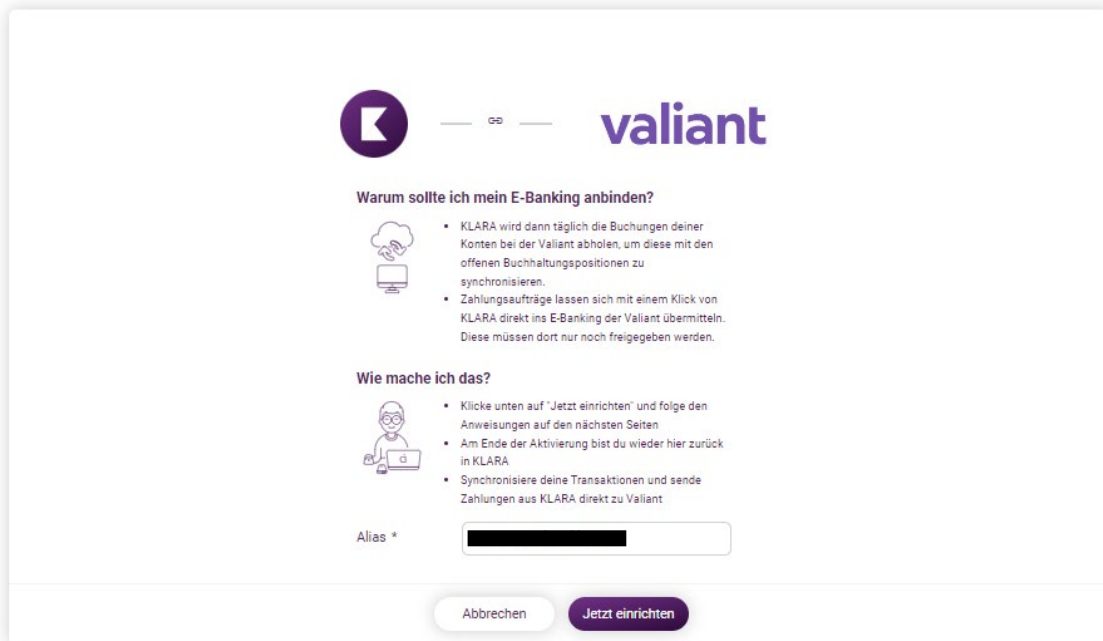 valiant
Warum sollte ich mein E-Banking anbinden?
▪ KLARA wird dann täglich die Buchungen deiner
Konten bei der Valiant abholen, um diese mit den
offenen Buchhaltungspositionen zu
synchronisieren.
▪ Zahlungsaufträge lassen sich mit einem Klick von
KLARA direkt ins E-Banking der Valiant übermitteln.
Diese müssen dort nur noch freigegeben werden.
Wie mache ich das?
▪ Klicke unten auf "Jetzt einrichten" und folge den
Anweisungen auf den nächsten Seiten
▪ Am Ende der Aktivierung bist du wieder hier zurück
in KLARA
▪ Synchronisiere deine Transaktionen und sende
Zahlungen aus KLARA direkt zu Valiant
Alias *
Abbrechen
Jetzt einrichten